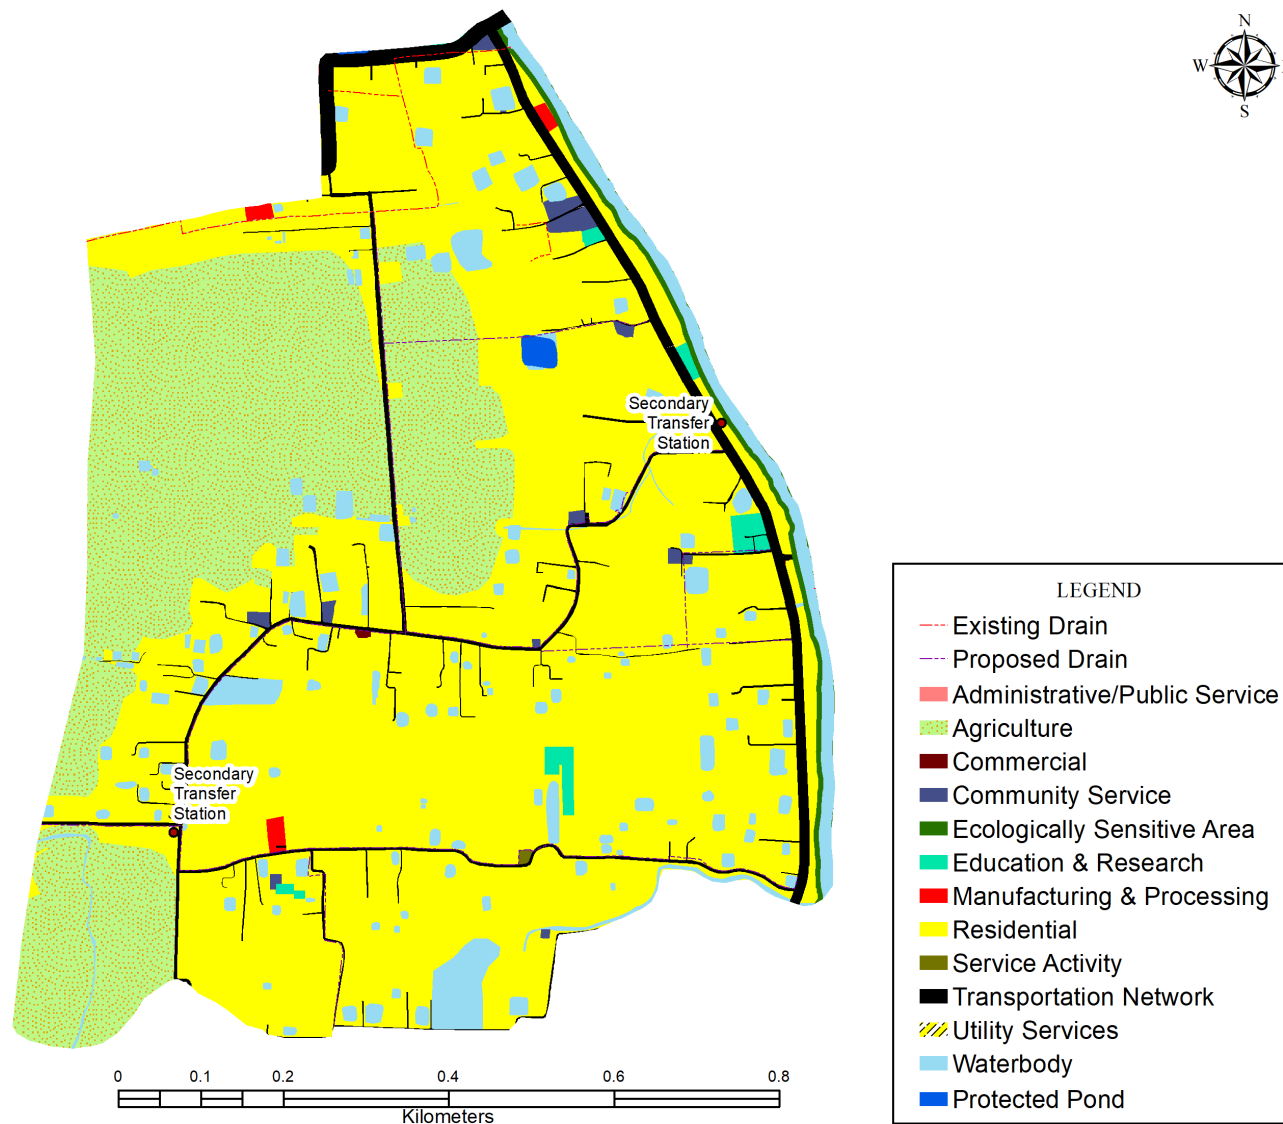 N
W
S
Secondary
Transfer
Station
Secondary
Transfer
Station
LEGEND
Existing Drain
Proposed Drain
Administrative/Public Service
Agriculture
Commercial
Community Service
Ecologically Sensitive Area
Education & Research
Manufacturing & Processing
Residential
Service Activity
Transportation Network
Utility Services
Waterbody
Protected Pond
0 0.1 0.2 0.4 0.6 0.8
Kilometers